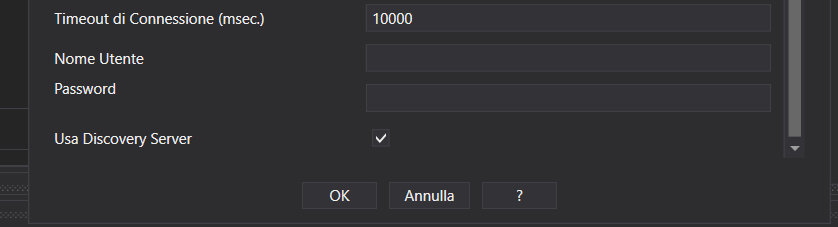 Timeout di Connessione (msec.) 10000
Nome Utente
Password
Usa Discovery Server
OK Annulla ?